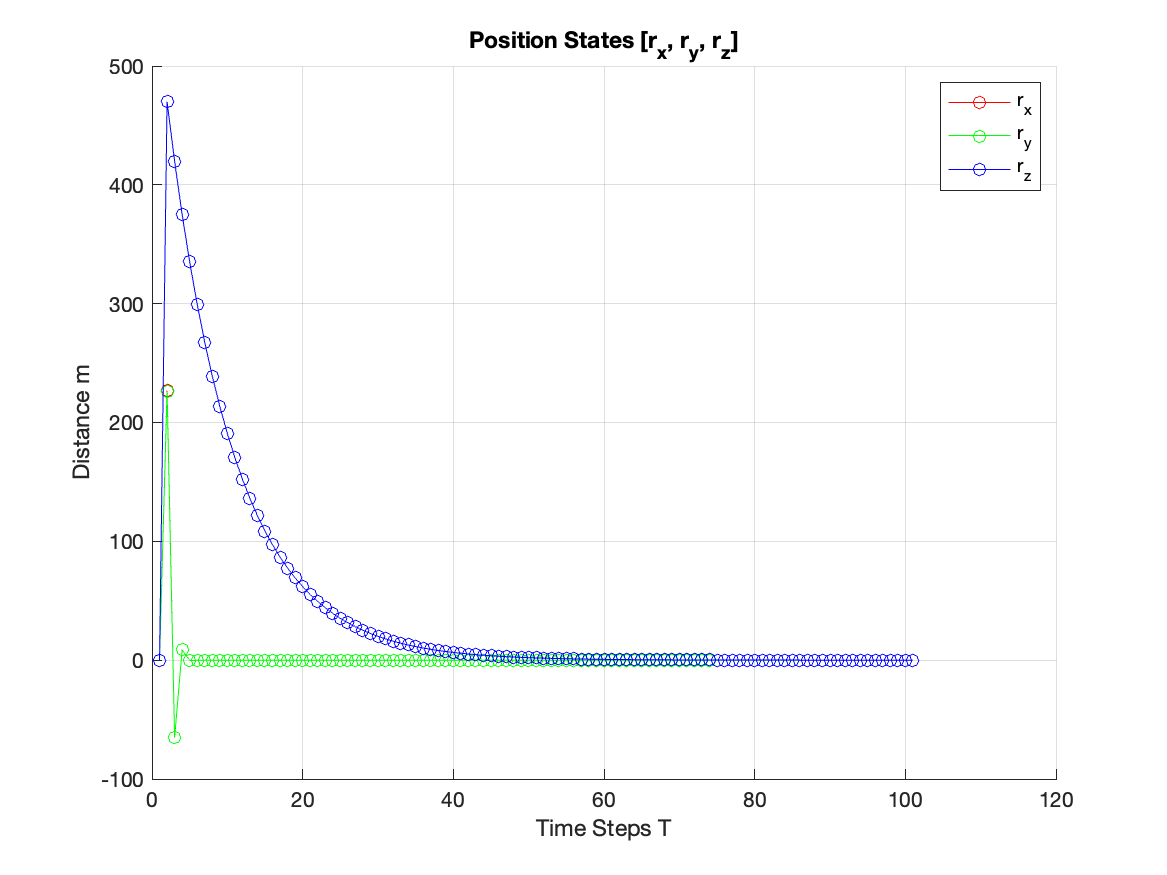 Position States [r_x, r_y, r_z]
500
400
300
200
100
0
-100
Distance m
r_x
r_y
r_z
0 20 40 60 80 100 120
Time Steps T